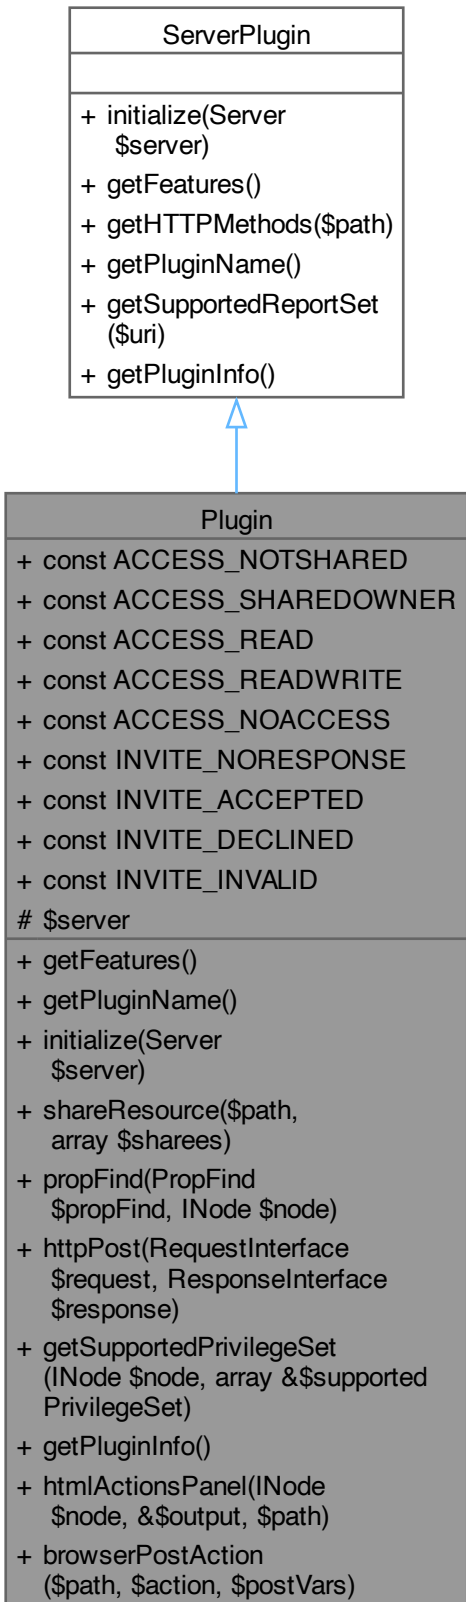 ServerPlugin
+ initialize(Server
$server)
+ getFeatures()
+ getHTTPMethods($path)
+ getPluginName()
+ getSupportedReportSet
($uri)
+ getPluginInfo()
Plugin
+ const ACCESS_NOTSHARED
+ const ACCESS_SHAREDOWNER
+ const ACCESS_READ
+ const ACCESS_READWRITE
+ const ACCESS_NOACCESS
+ const INVITE_NORESPONSE
+ const INVITE_ACCEPTED
+ const INVITE_DECLINED
+ const INVITE_INVALID
# $server
+ getFeatures()
+ getPluginName()
+ initialize(Server
$server)
+ shareResource($path,
array $sharees)
+ propFind(PropFind
$propFind, INode $node)
+ httpPost(RequestInterface
$request, ResponseInterface
$response)
+ getSupportedPrivilegeSet
(INode $node, array &$supported
PrivilegeSet)
+ getPluginInfo()
+ htmlActionsPanel(INode
$node, &$output, $path)
+ browserPostAction
($path, $action, $postVars)